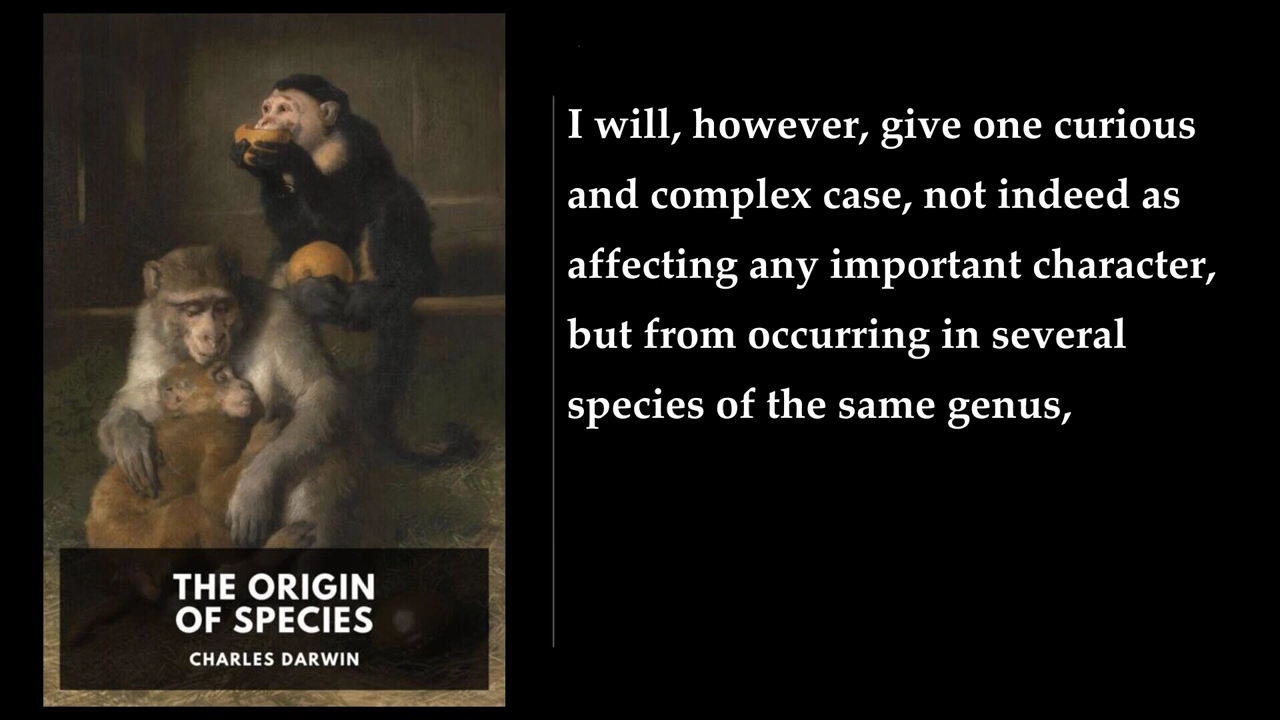 THE ORIGIN
OF SPECIES
CHARLES DARWIN
I will, however, give one curious
and complex case, not indeed as
affecting any important character,
but from occurring in several
species of the same genus,